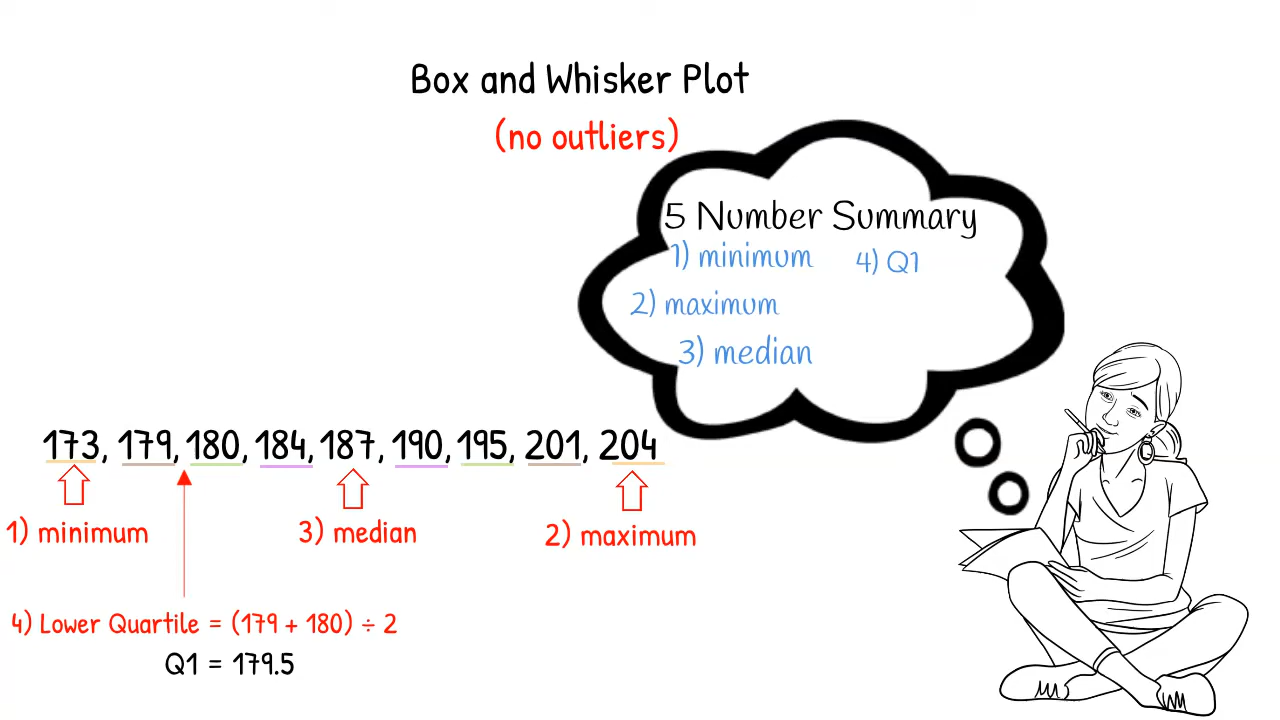 Box and Whisker Plot
(no outliers)
5 Number Summary
1) minimum 4) Q1
2) maximum
3) median
173, 179, 180, 184, 187, 190, 195, 201, 204
1) minimum 3) median 2) maximum
4) Lower Quartile = (179 + 180) ÷ 2
Q1 = 179.5